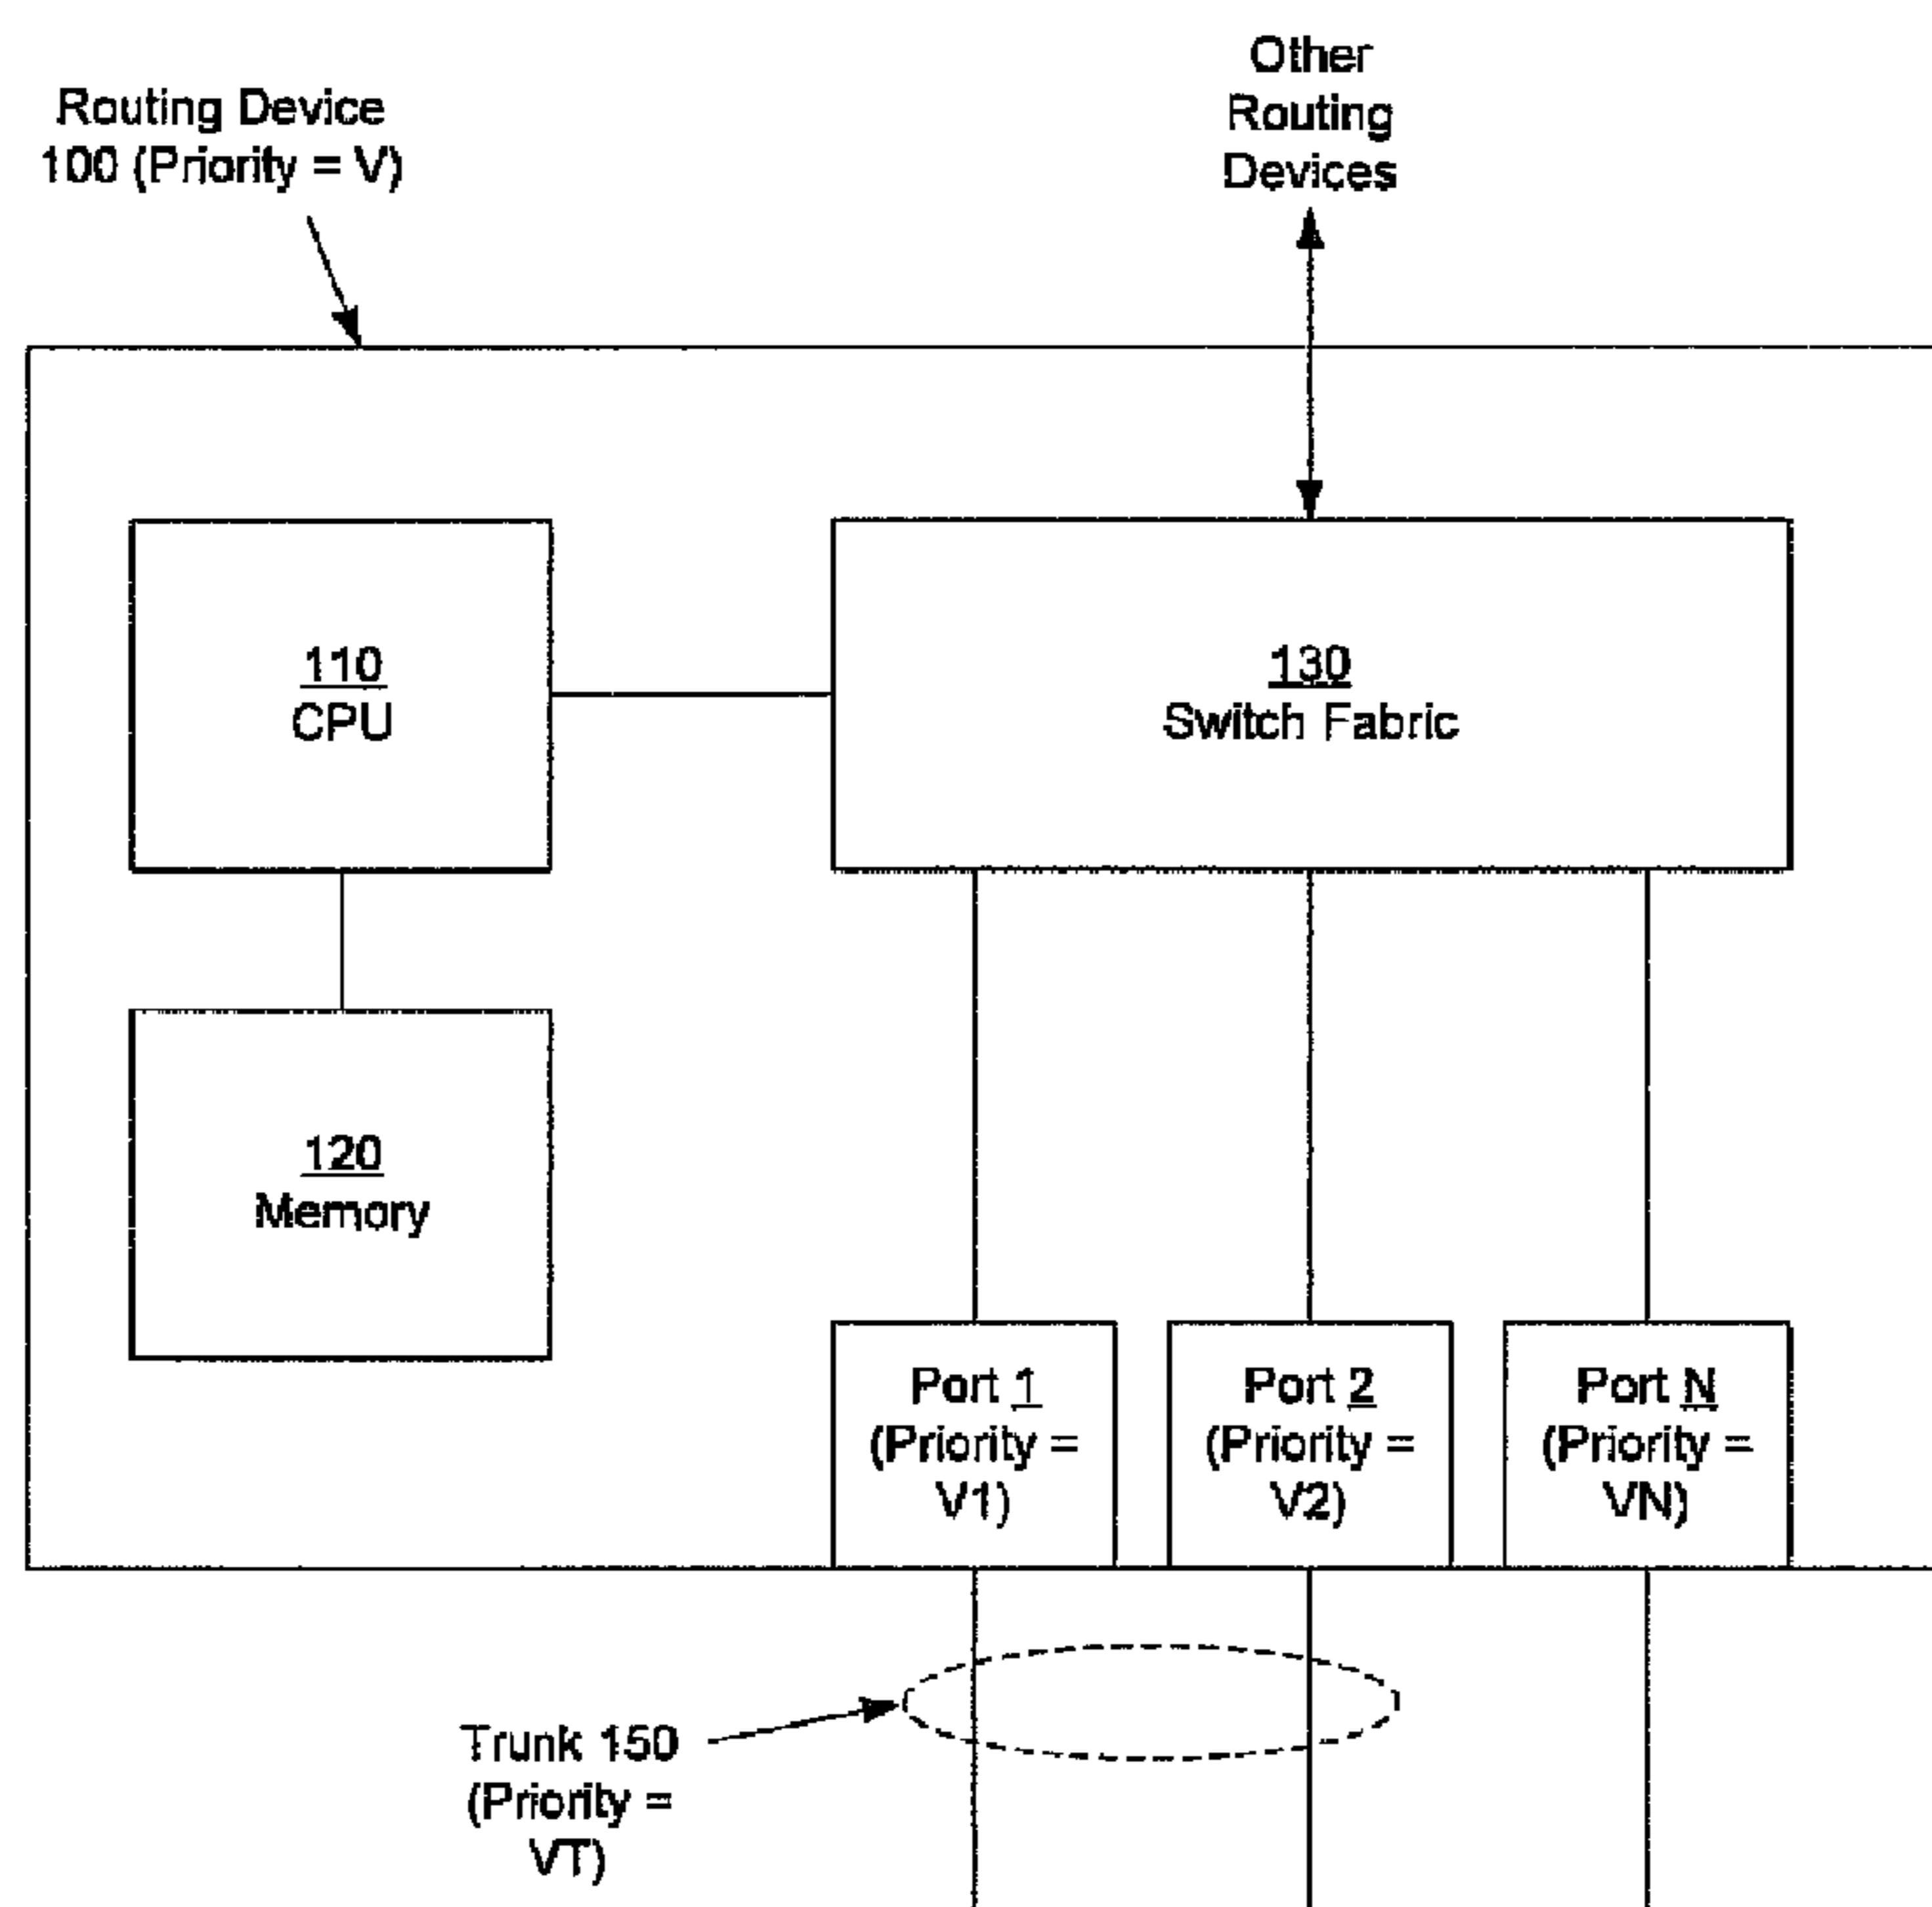 Other
Routing
Devices
Routing Device
100 (Priority = V)
110
CPU
130
Switch Fabric
120
Memory
Port 1
(Priority =
V1)
Port 2
(Priority =
V2)
Port N
(Priority =
VN)
Trunk 150
(Priority =
VT)